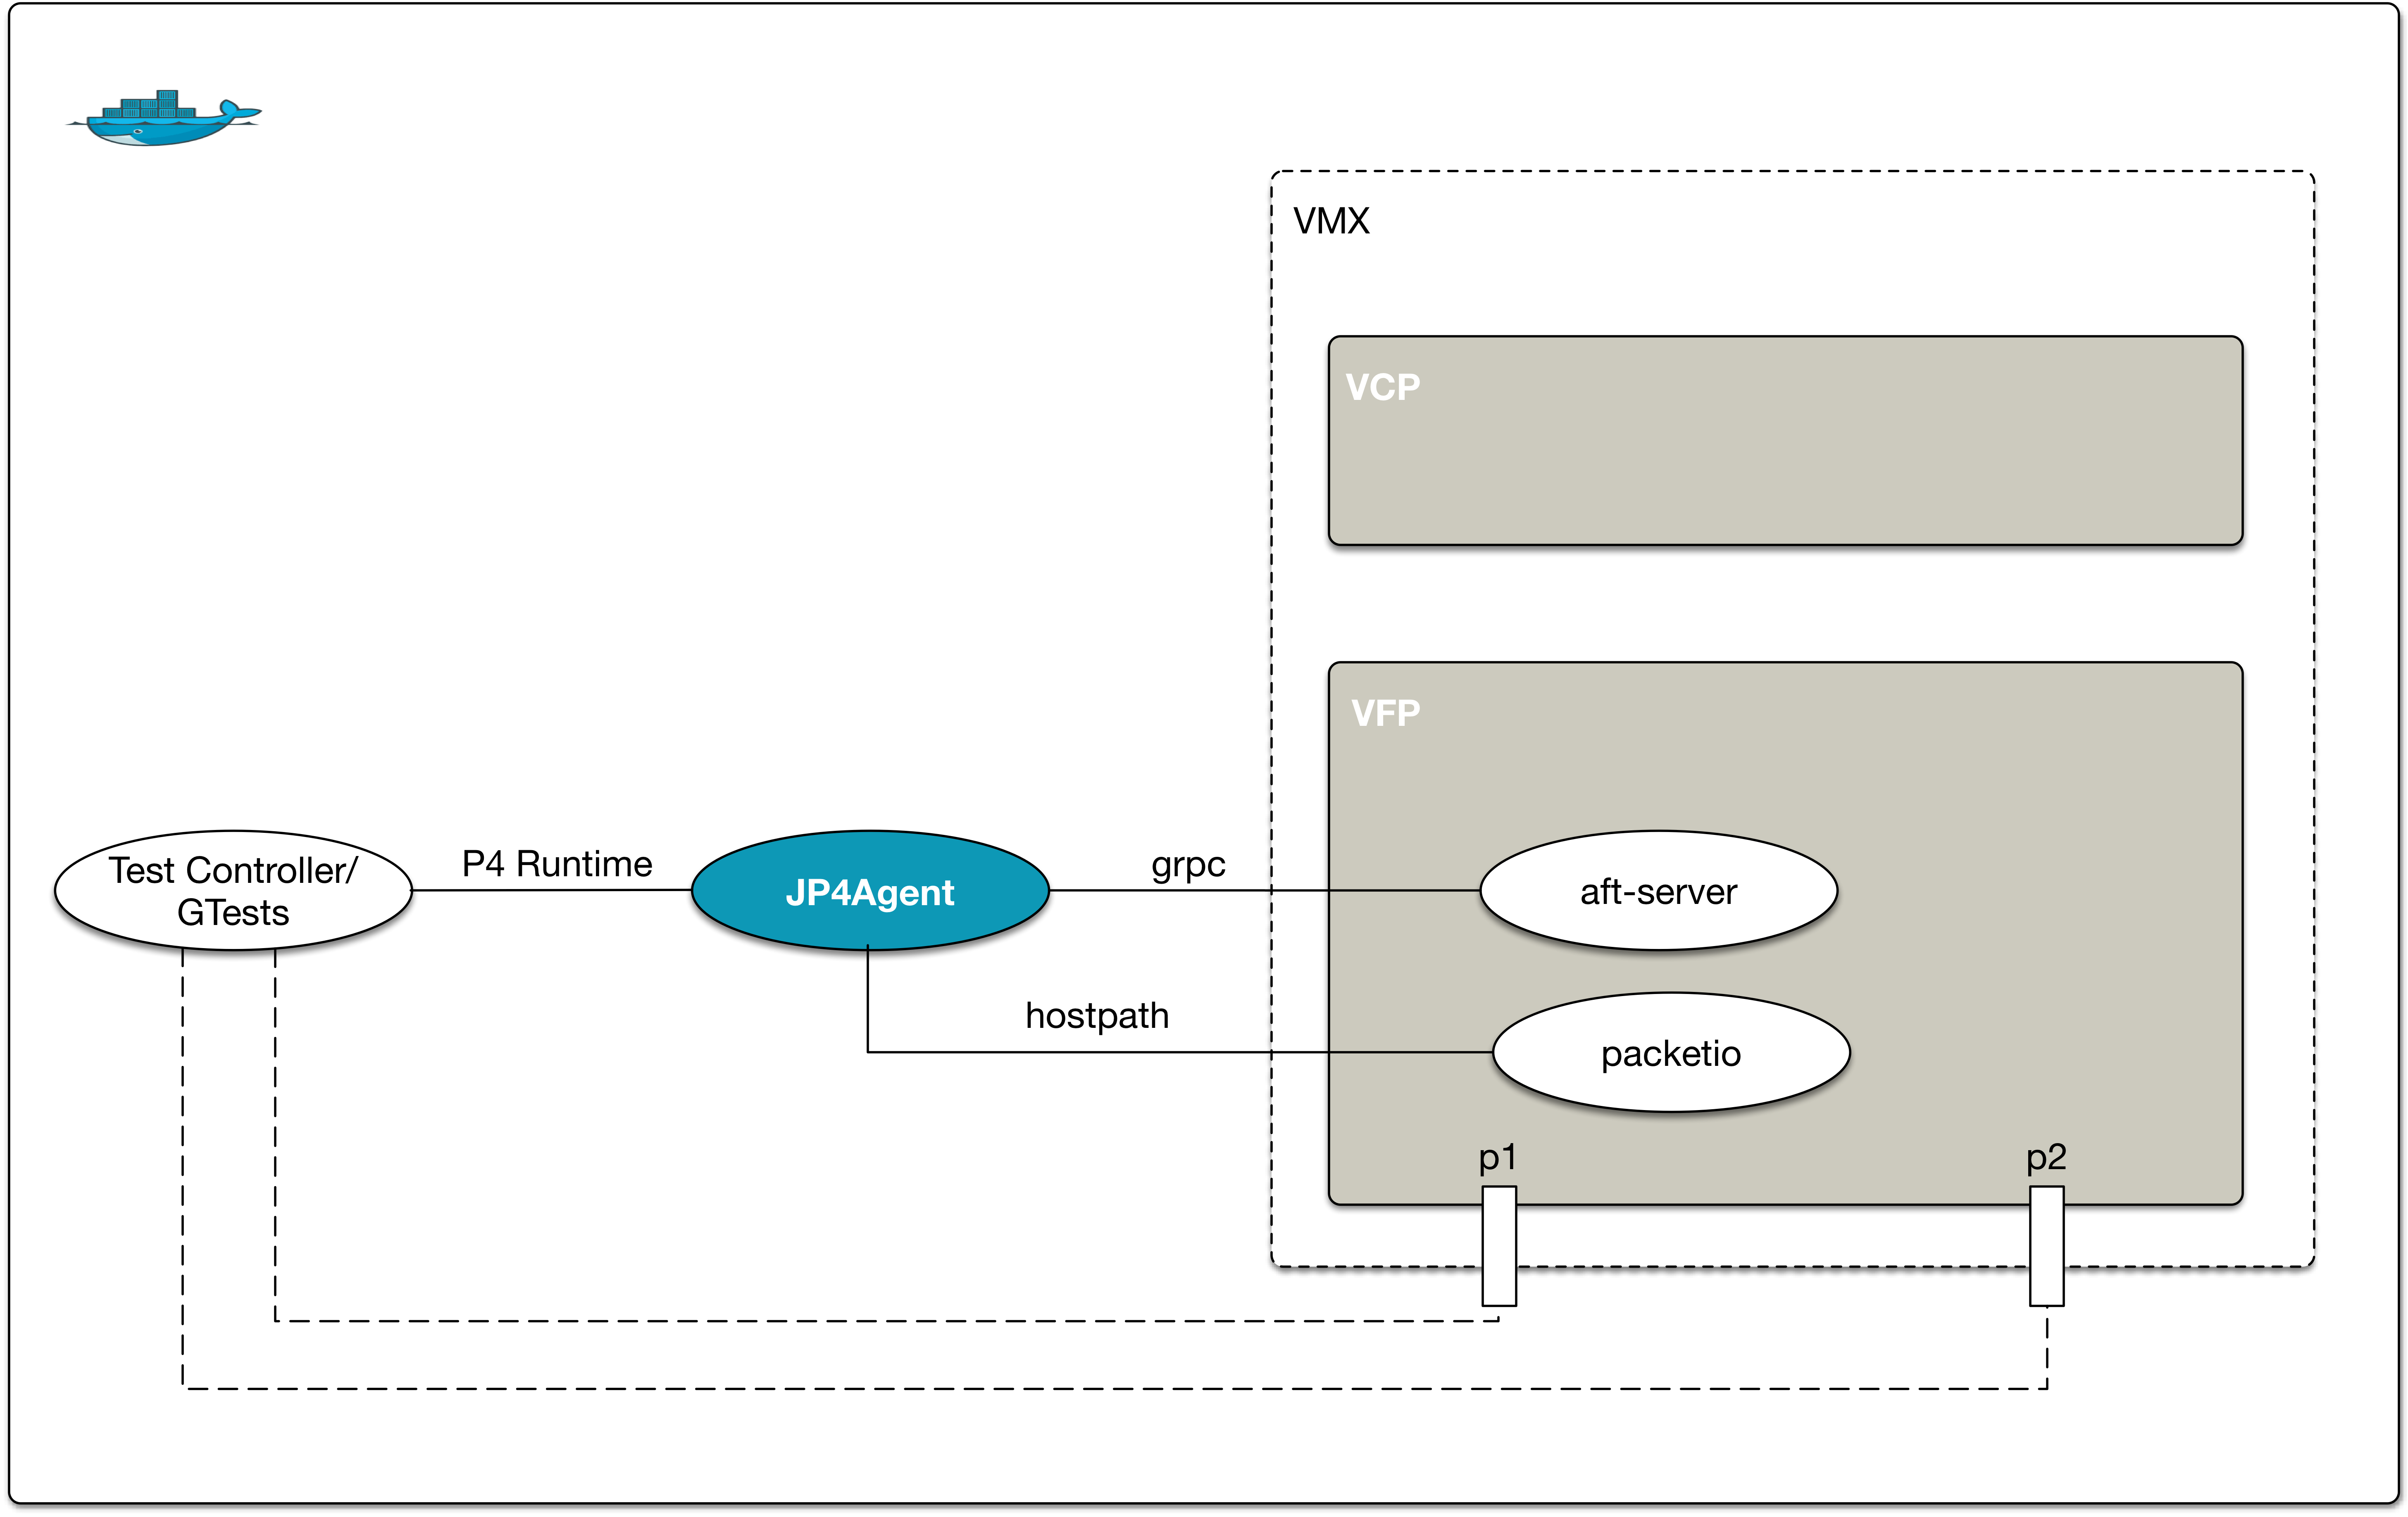 VMX
VCP
VFP
Test Controller/
GTests
P4 Runtime
JP4Agent
grpc
aft-server
hostpath
packetio
p1
p2